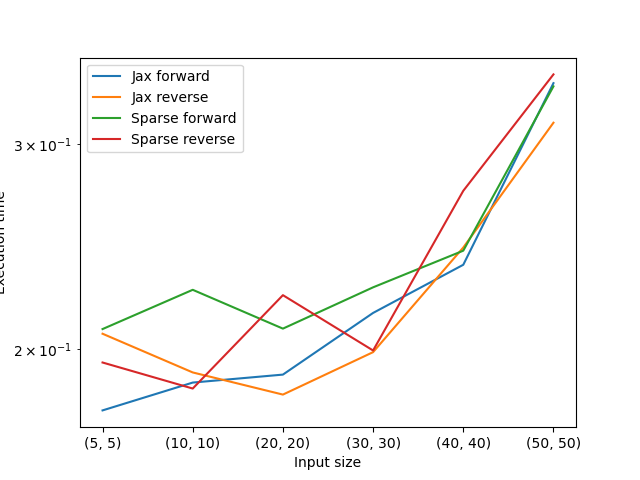 Jax forward
Jax reverse
Sparse forward
Sparse reverse
3 × 10⁻¹
2 × 10⁻¹
Execution time
(5, 5) (10, 10) (20, 20) (30, 30) (40, 40) (50, 50)
Input size